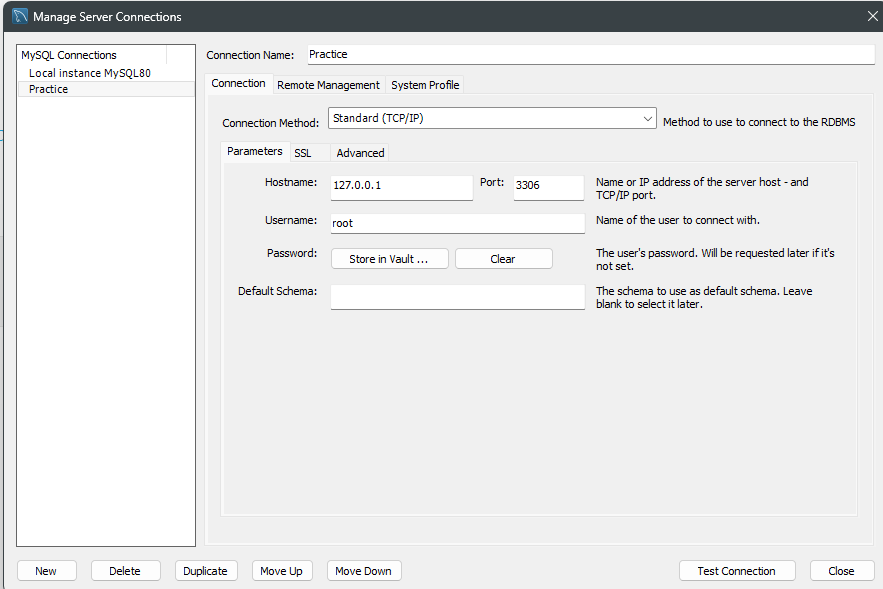 Manage Server Connections
MySQL Connections
Local instance MySQL80
Practice
Connection Name: Practice
Connection Remote Management System Profile
Connection Method: Standard (TCP/IP) Method to use to connect to the RDBMS
Parameters SSL Advanced
Hostname: 127.0.0.1 Port: 3306 Name or IP address of the server host - and
TCP/IP port.
Username: root Name of the user to connect with.
Password: Store in Vault ... Clear The user's password. Will be requested later if it's
not set.
Default Schema: The schema to use as default schema. Leave
blank to select it later.
New Delete Duplicate Move Up Move Down Test Connection Close